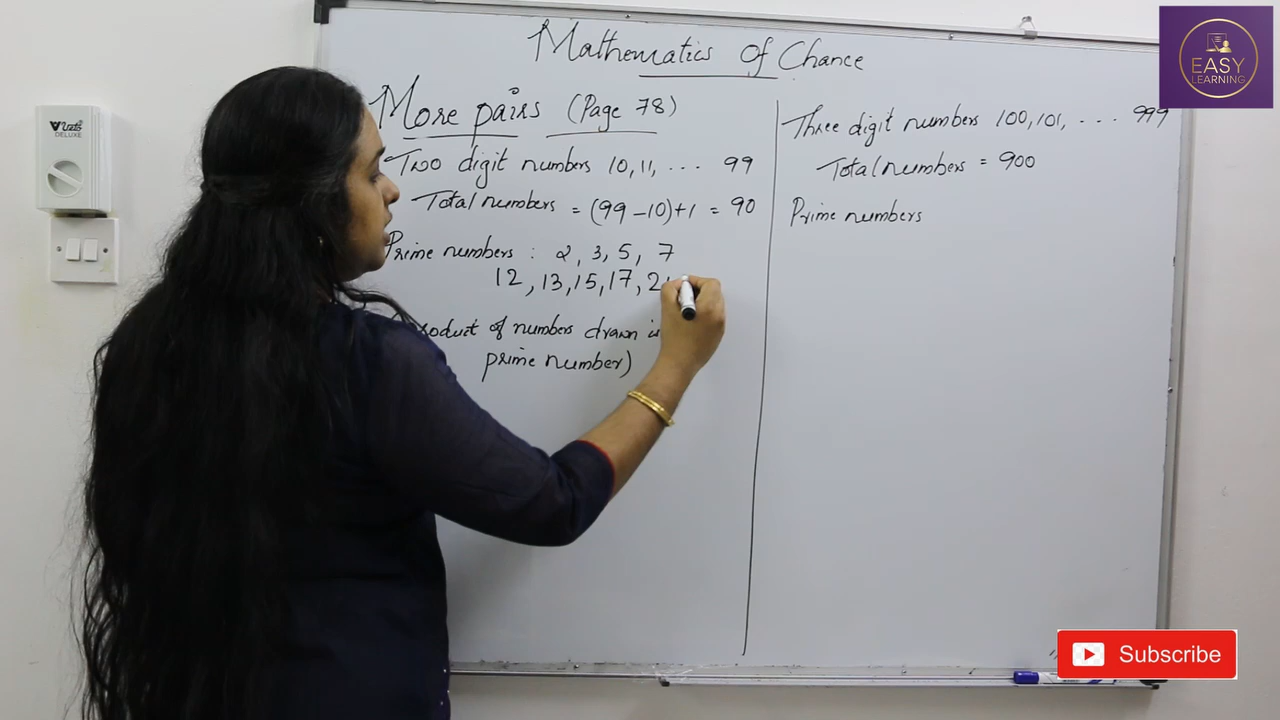 Mathematics Of Chance
More pairs (Page 78)
Two digit numbers 10, 11, ... 99
Total numbers = (99 - 10) + 1 = 90
Prime numbers : 2, 3, 5, 7
12, 13, 15, 17, 2
product of numbers drawn is
prime number)
Three digit numbers 100, 101, ... 999
Total numbers = 900
Prime numbers
EASY
LEARNING
DELUXE
Subscribe